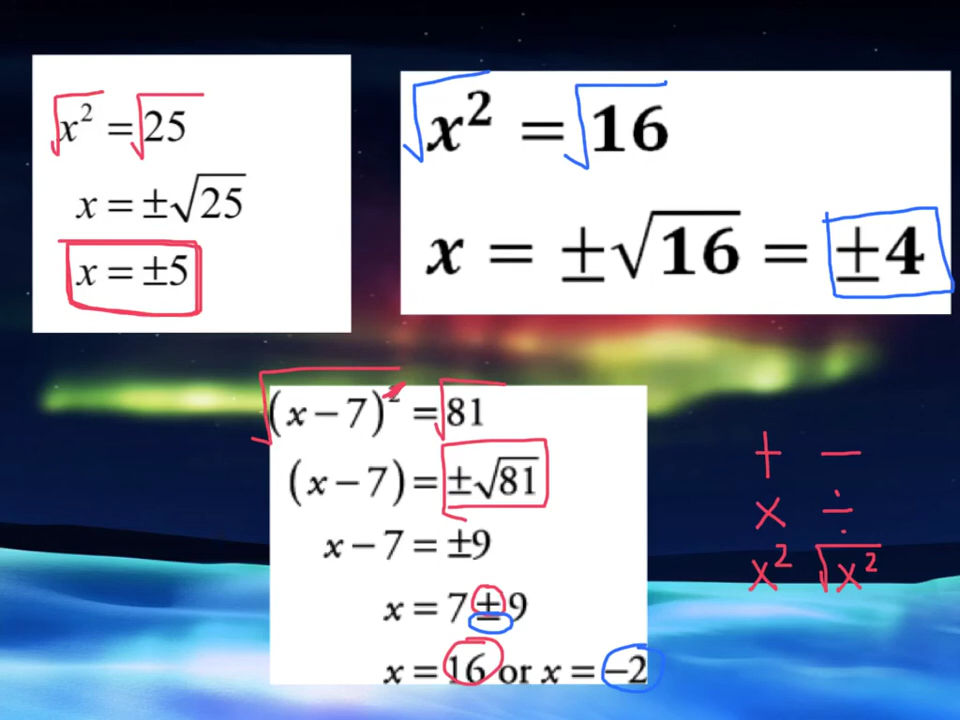 √x² = √25
x = ±√25
x = ±5
√x² = √16
x = ±√16 = ±4
√(x − 7)² = √81
(x − 7) = ±√81
x − 7 = ±9
x = 7 ± 9
x = 16 or x = −2
+ −
× ÷
x² √x²